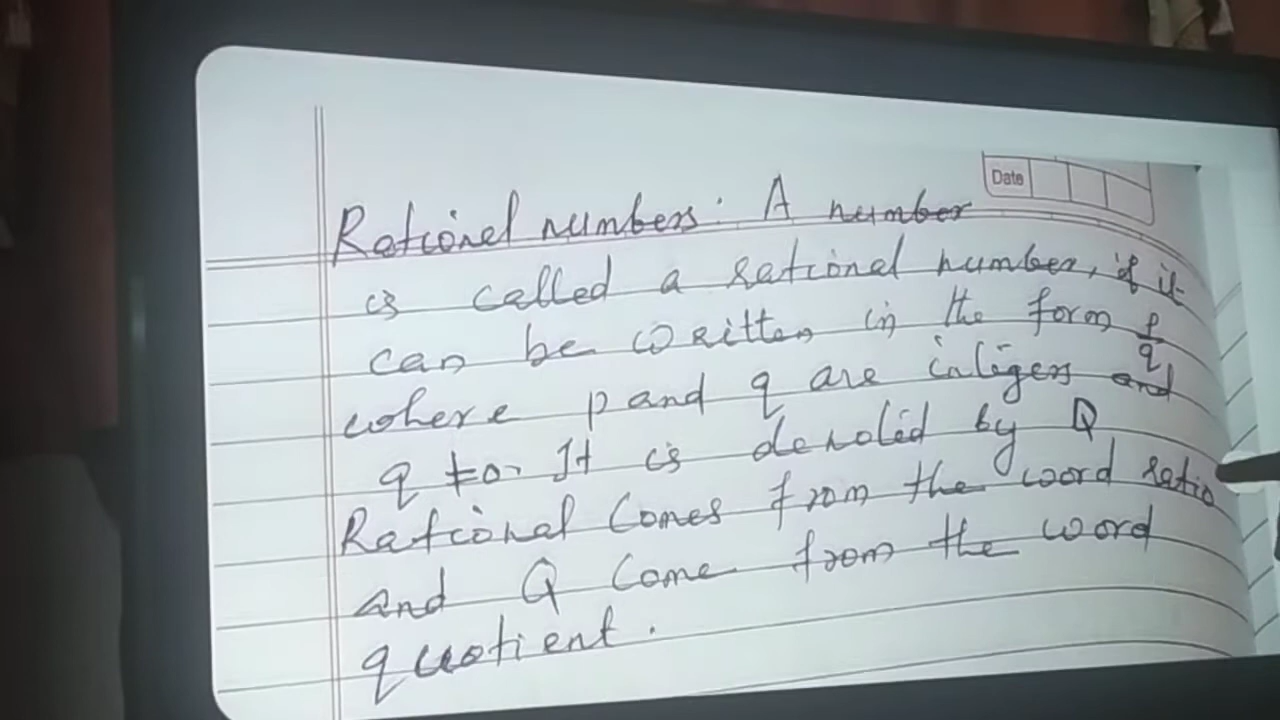 Date
Rational numbers: A number
is called a rational number, if it
can be written in the form p/q
where p and q are integers and
q ≠ 0. It is denoted by Q
Rational Comes from the word ratio
and Q Come from the word
quotient.